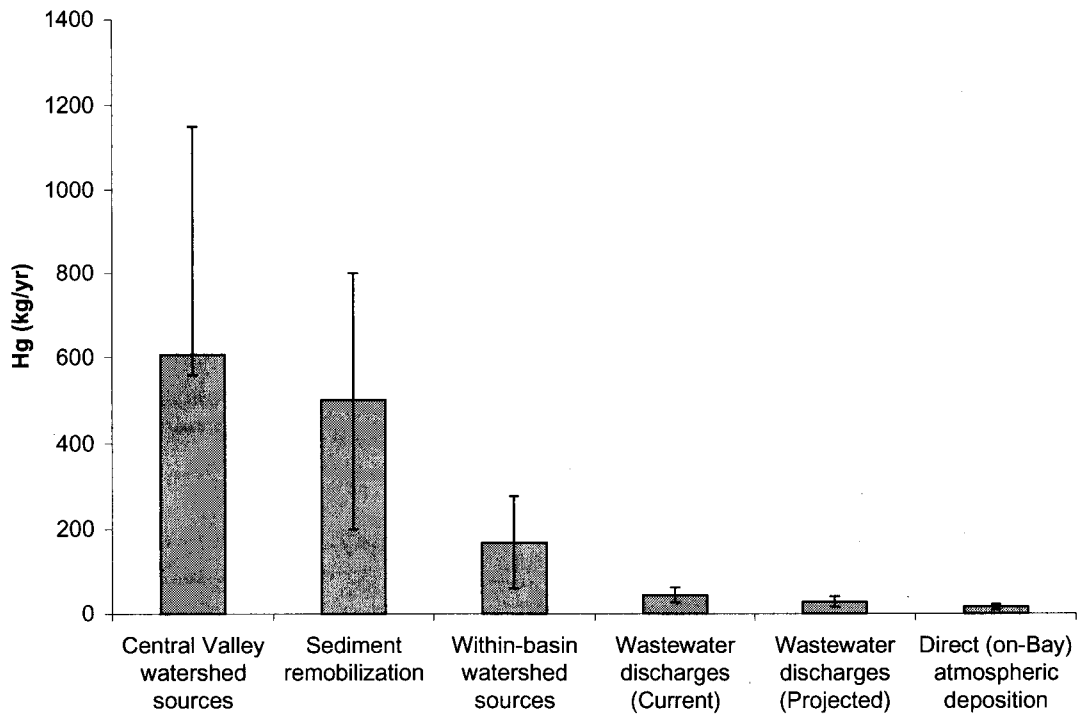 1400
1200
1000
800
600
400
200
0
Hg (kg/yr)
Central Valley
watershed
sources
Sediment
remobilization
Within-basin
watershed
sources
Wastewater
discharges
(Current)
Wastewater
discharges
(Projected)
Direct (on-Bay)
atmospheric
deposition